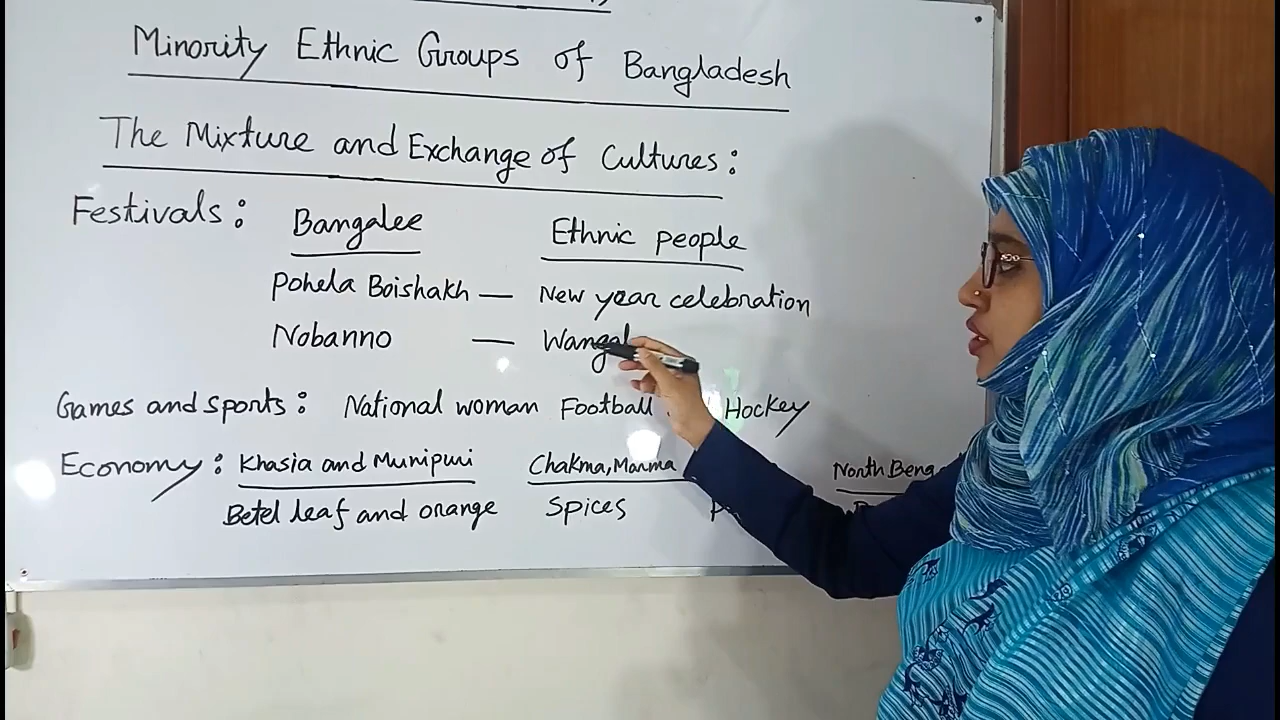 Minority Ethnic Groups of Bangladesh
The Mixture and Exchange of Cultures:
Festivals: Bangalee Ethnic people
Pohela Boishakh — New year celebration
Nobanno —
Games and sports: National woman Football Hockey
Economy: Khasia and Munipuri Chakma, Marma North
Betel leaf and orange Spices